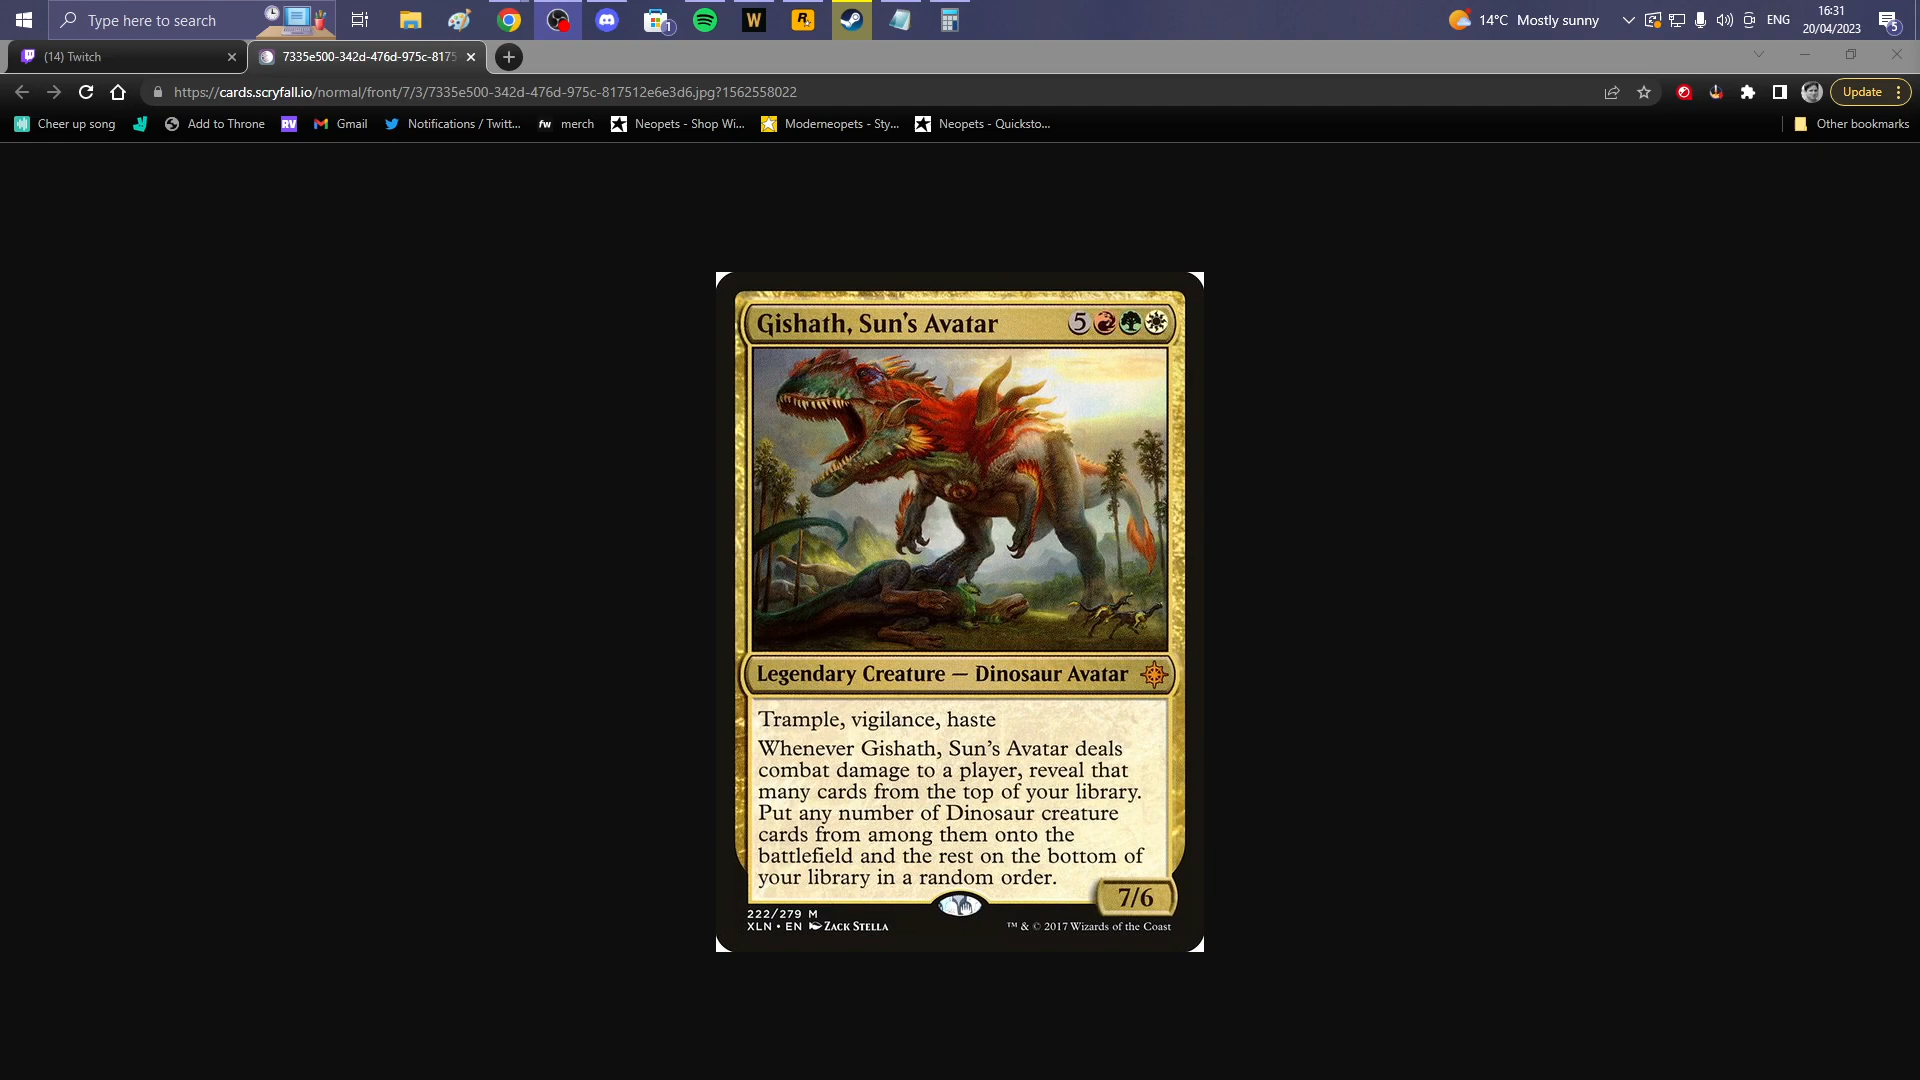 Type here to search
1
W
R
14°C Mostly sunny
ENG
16:31
20/04/2023
5
(14) Twitch
7335e500-342d-476d-975c-8175
https://cards.scryfall.io/normal/front/7/3/7335e500-342d-476d-975c-817512e6e3d6.jpg?1562558022
Update
Cheer up song
Add to Throne
RV
Gmail
Notifications / Twitt...
fw merch
Neopets - Shop Wi...
Moderneopets - Sty...
Neopets - Quicksto...
Other bookmarks
Gishath, Sun's Avatar 5
Legendary Creature — Dinosaur Avatar
Trample, vigilance, haste
Whenever Gishath, Sun's Avatar deals
combat damage to a player, reveal that
many cards from the top of your library.
Put any number of Dinosaur creature
cards from among them onto the
battlefield and the rest on the bottom of
your library in a random order.
7/6
222/279 M
XLN • EN ZACK STELLA
™ & © 2017 Wizards of the Coast